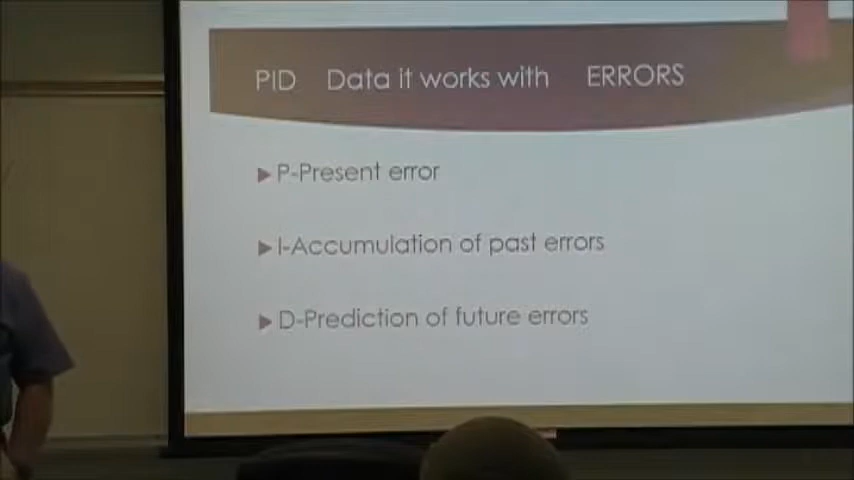 PID Data it works with ERRORS
P-Present error
I-Accumulation of past errors
D-Prediction of future errors